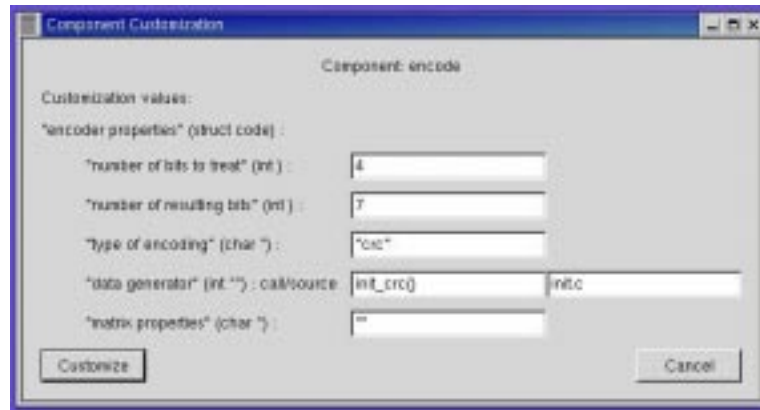 Component Customization
Component: encode
Customization values:
"encoder properties" (struct code) :
"number of bits to treat" (int ) : 4
"number of resulting bits" (int ) : 7
"type of encoding" (char *) : "crc"
"data generator" (int **) : call/source init_crc() init.c
"matrix properties" (char *) : ""
Customize Cancel